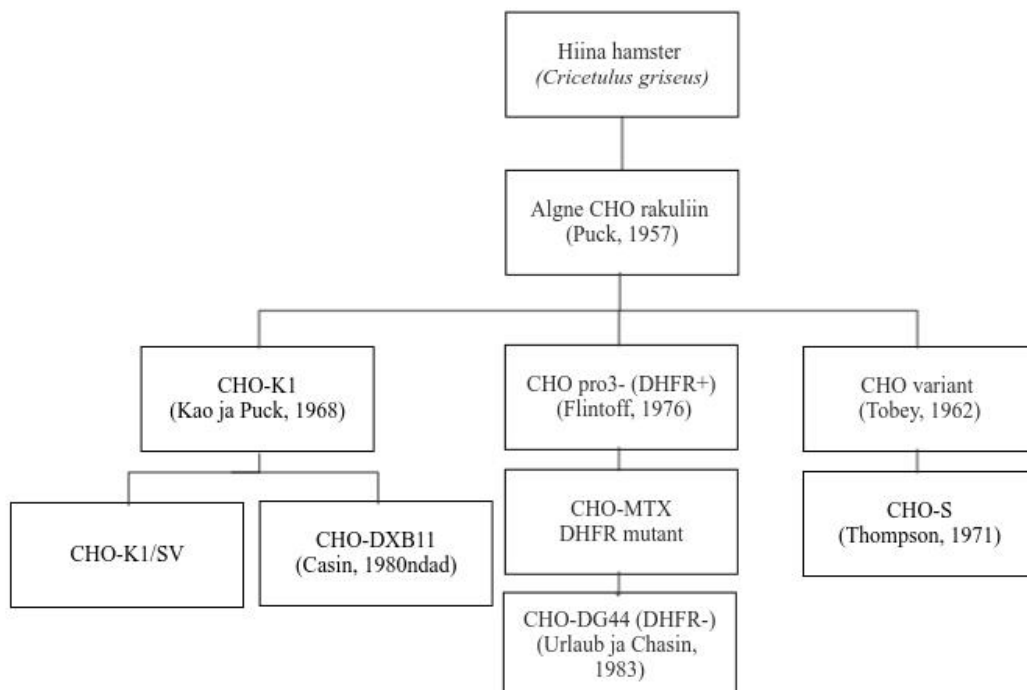 Hiina hamster
(Cricetulus griseus)
Algne CHO rakuliin
(Puck, 1957)
CHO-K1
(Kao ja Puck, 1968)
CHO pro3- (DHFR+)
(Flintoff, 1976)
CHO variant
(Tobey, 1962)
CHO-K1/SV
CHO-DXB11
(Casin, 1980ndad)
CHO-MTX
DHFR mutant
CHO-S
(Thompson, 1971)
CHO-DG44 (DHFR-)
(Urlaub ja Chasin,
1983)